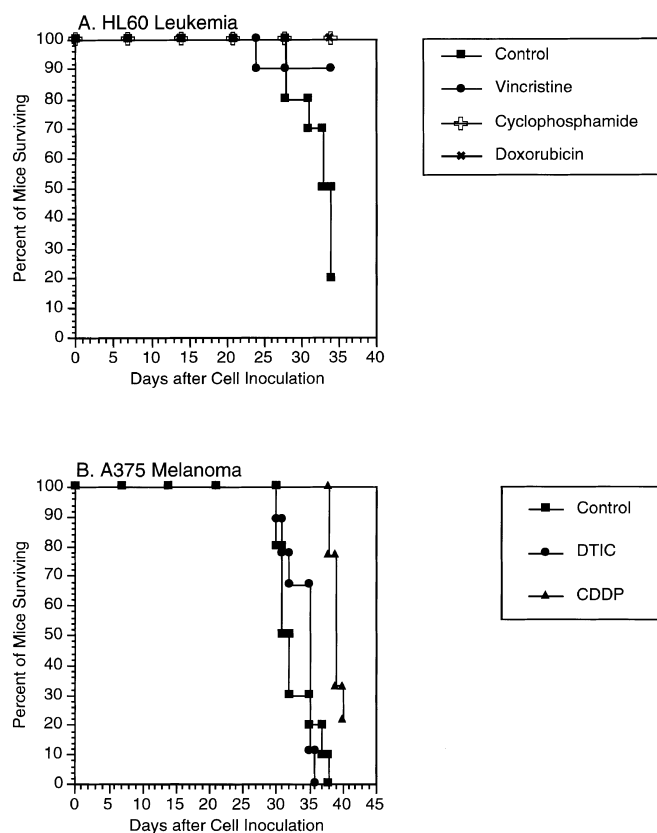 A. HL60 Leukemia
100
90
80
70
60
50
40
30
20
10
0
Percent of Mice Surviving
0 5 10 15 20 25 30 35 40
Days after Cell Inoculation
Control
Vincristine
Cyclophosphamide
Doxorubicin
B. A375 Melanoma
100
90
80
70
60
50
40
30
20
10
0
Percent of Mice Surviving
0 5 10 15 20 25 30 35 40 45
Days after Cell Inoculation
Control
DTIC
CDDP